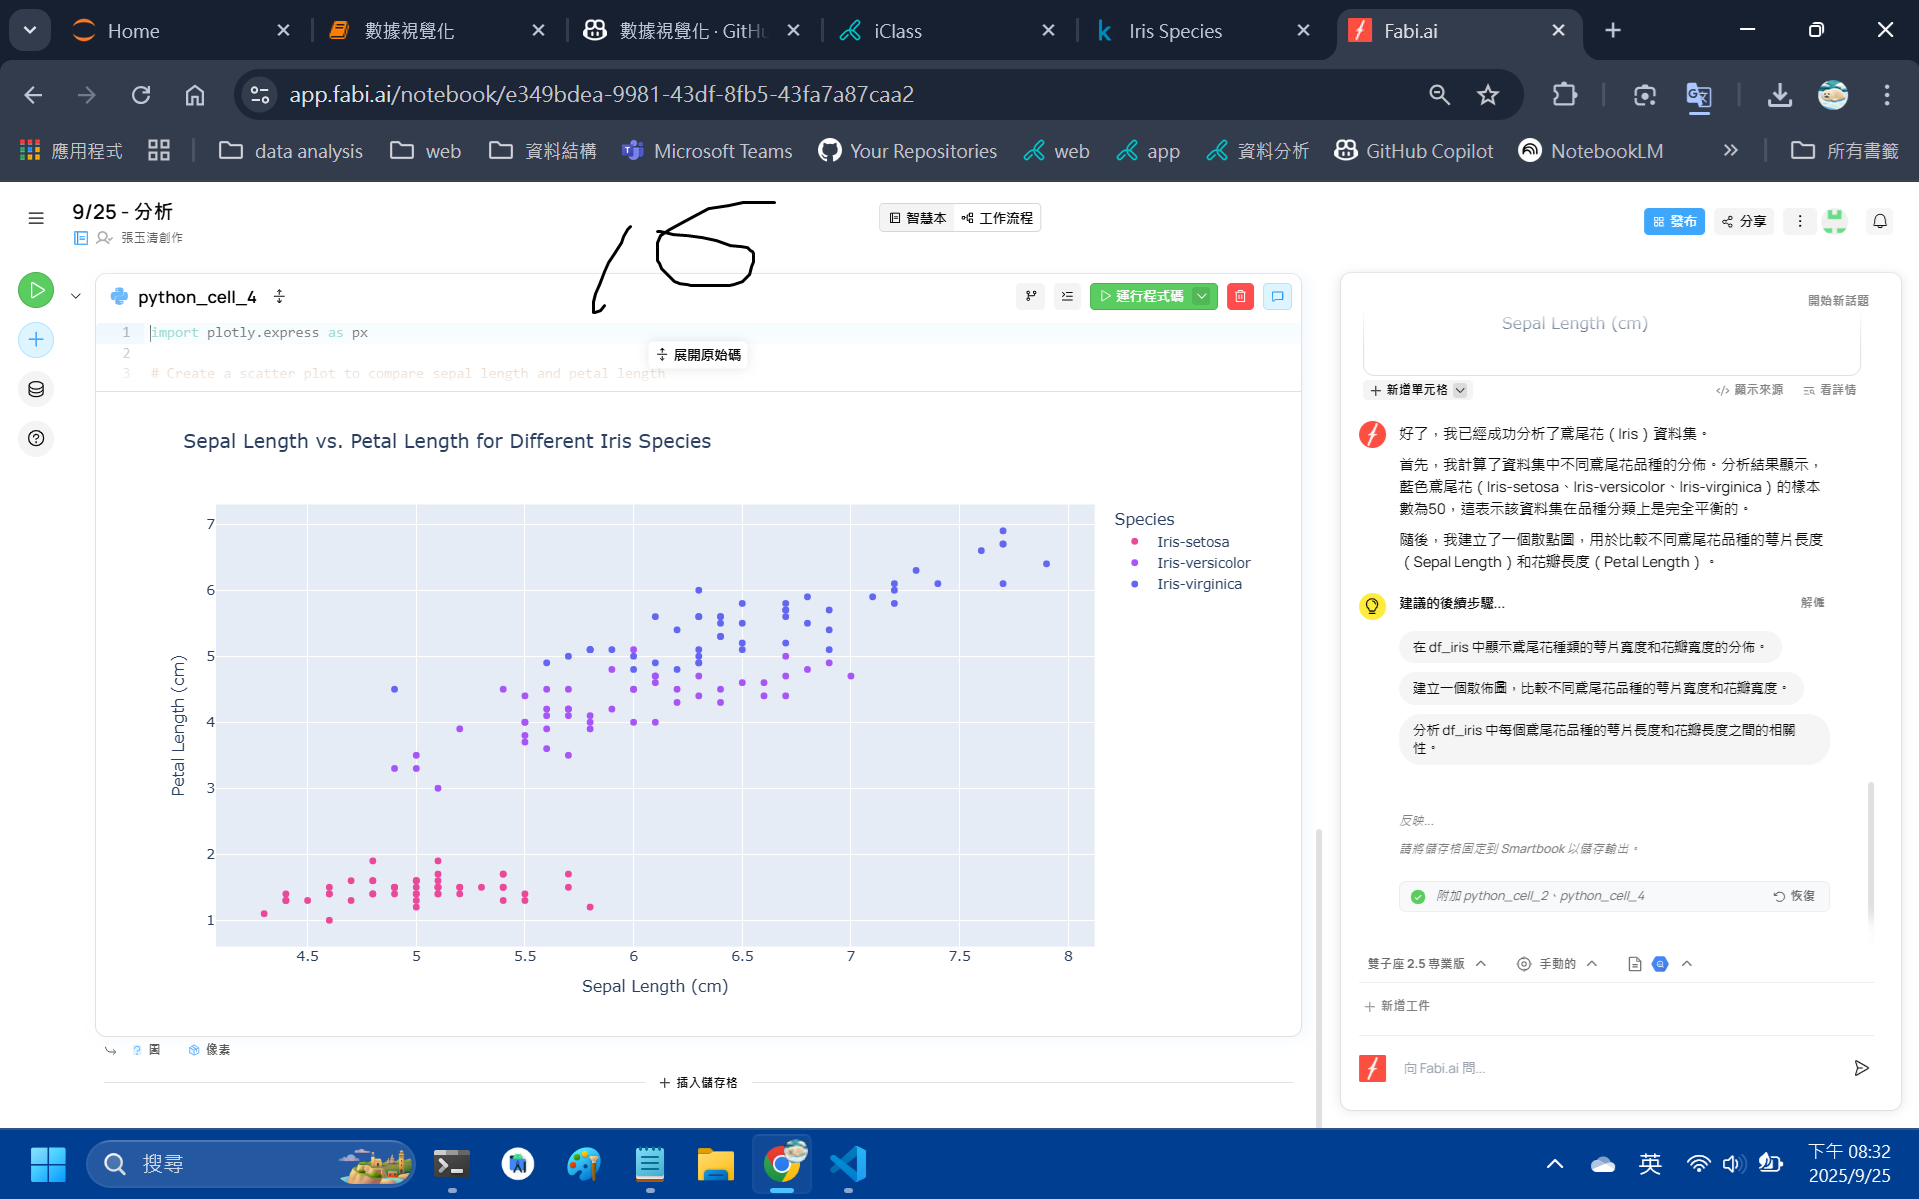 Home
數據視覺化
數據視覺化 · GitHu
iClass
Iris Species
Fabi.ai
app.fabi.ai/notebook/e349bdea-9981-43df-8fb5-43fa7a87caa2
應用程式
data analysis
web
資料結構
Microsoft Teams
Your Repositories
web
app
資料分析
GitHub Copilot
NotebookLM
所有書籤
9/25 - 分析
張玉濤創作
16
智慧本
工作流程
發布
分享
python_cell_4
運行程式碼
1 import plotly.express as px
2
3 # Create a scatter plot to compare sepal length and petal length
展開原始碼
Sepal Length vs. Petal Length for Different Iris Species
Petal Length (cm)
7
6
5
4
3
2
1
4.5 5 5.5 6 6.5 7 7.5 8
Sepal Length (cm)
Species
Iris-setosa
Iris-versicolor
Iris-virginica
圖
像素
插入儲存格
開始新話題
Sepal Length (cm)
新增單元格
顯示來源
看詳情
好了，我已經成功分析了鳶尾花（Iris）資料集。
首先，我計算了資料集中不同鳶尾花品種的分佈。分析結果顯示，
藍色鳶尾花（Iris-setosa、Iris-versicolor、Iris-virginica）的樣本
數為50，這表示該資料集在品種分類上是完全平衡的。
隨後，我建立了一個散點圖，用於比較不同鳶尾花品種的萼片長度
（Sepal Length）和花瓣長度（Petal Length）。
建議的後續步驟...
解僱
在 df_iris 中顯示鳶尾花種類的萼片寬度和花瓣寬度的分佈。
建立一個散佈圖，比較不同鳶尾花品種的萼片寬度和花瓣寬度。
分析 df_iris 中每個鳶尾花品種的萼片長度和花瓣長度之間的相關
性。
反映...
請將儲存格固定到 Smartbook 以儲存輸出。
附加 python_cell_2、python_cell_4
恢復
雙子座 2.5 專業版
手動的
新增工件
向 Fabi.ai 問...
搜尋
英
下午 08:32
2025/9/25